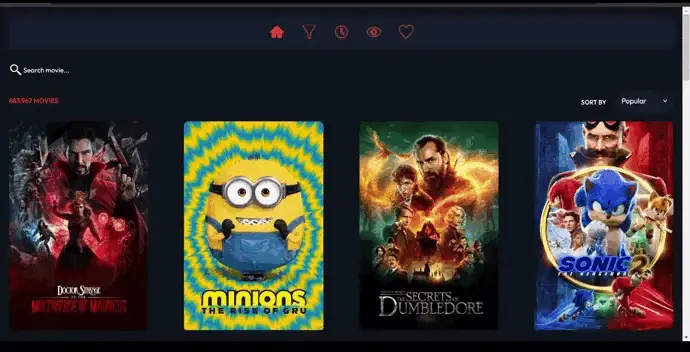 Search movie...
683.967 MOVIES
SORT BY
Popular
DOCTOR STRANGE
IN THE
MULTIVERSE OF MADNESS
MINIONS
THE RISE OF GRU
THE SECRETS OF
DUMBLEDORE
SONIC
THE HEDGEHOG
2